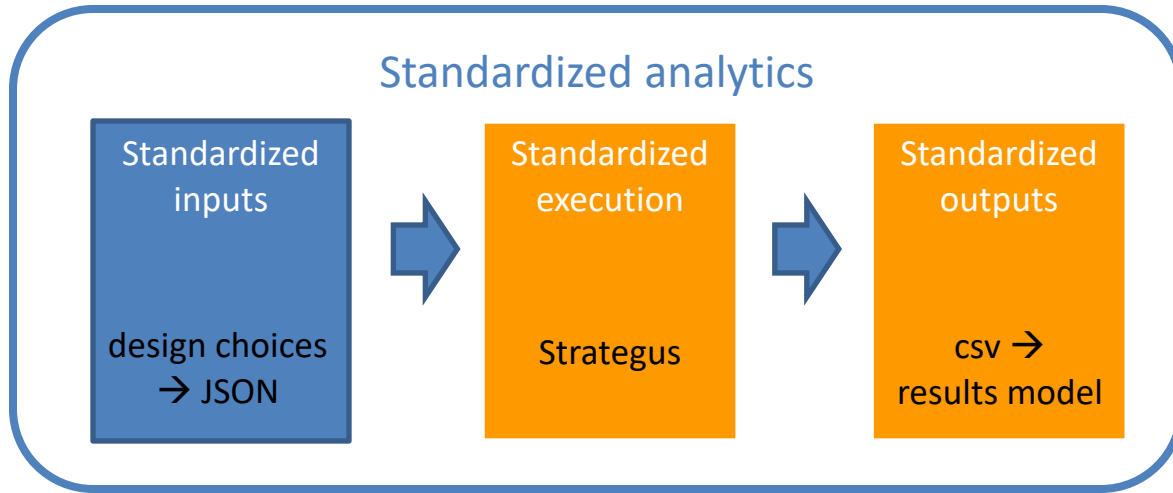 Standardized analytics
Standardized
inputs
design choices
→ JSON
Standardized
execution
Strategus
Standardized
outputs
csv →
results model